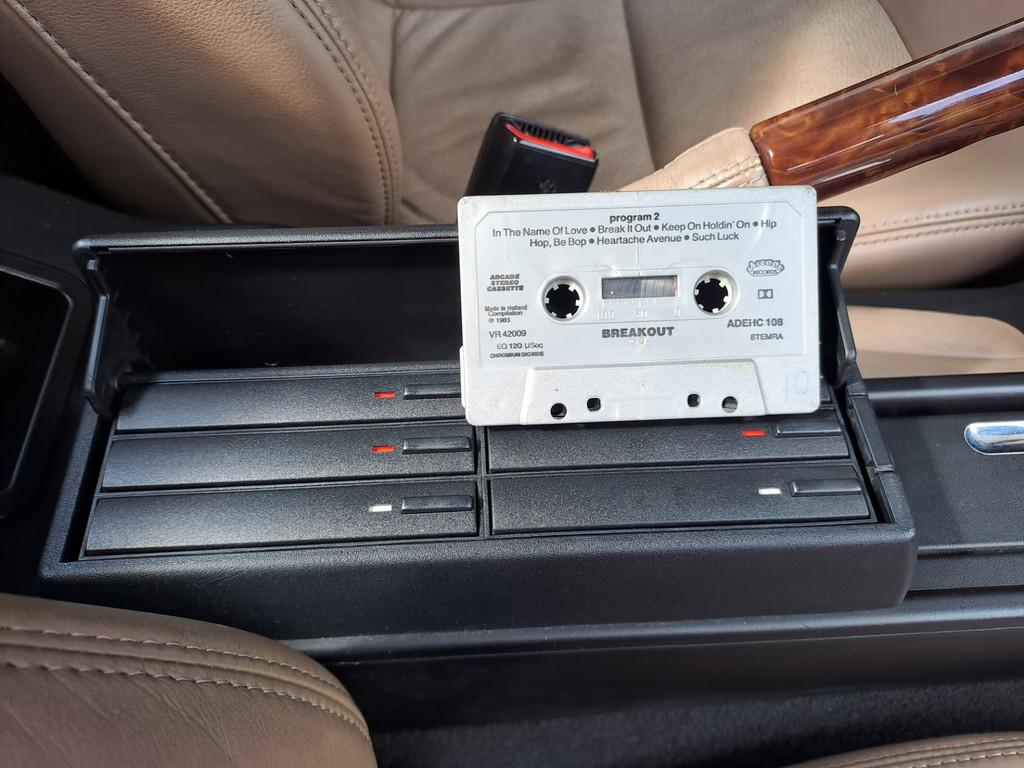 program 2
In The Name Of Love • Break It Out • Keep On Holdin' On • Hip
Hop, Be Bop • Heartache Avenue • Such Luck
ARCADE
STEREO
CASSETTE
Arcade
RECORDS
Made in Holland
Compilation
℗ 1983
VR 42009
EQ 120 µSec
CHROMIUM DIOXIDE
100 50 0
BREAKOUT
ADEHC 108
STEMRA